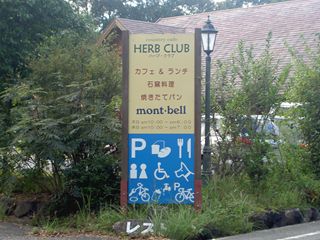 country cafe
HERB CLUB
ハーブ・クラブ
カフェ & ランチ
石窯料理
焼きたてパン
mont-bell
P
P
レス